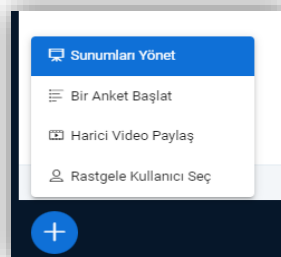 Sunumları Yönet
Bir Anket Başlat
Harici Video Paylaş
Rastgele Kullanıcı Seç